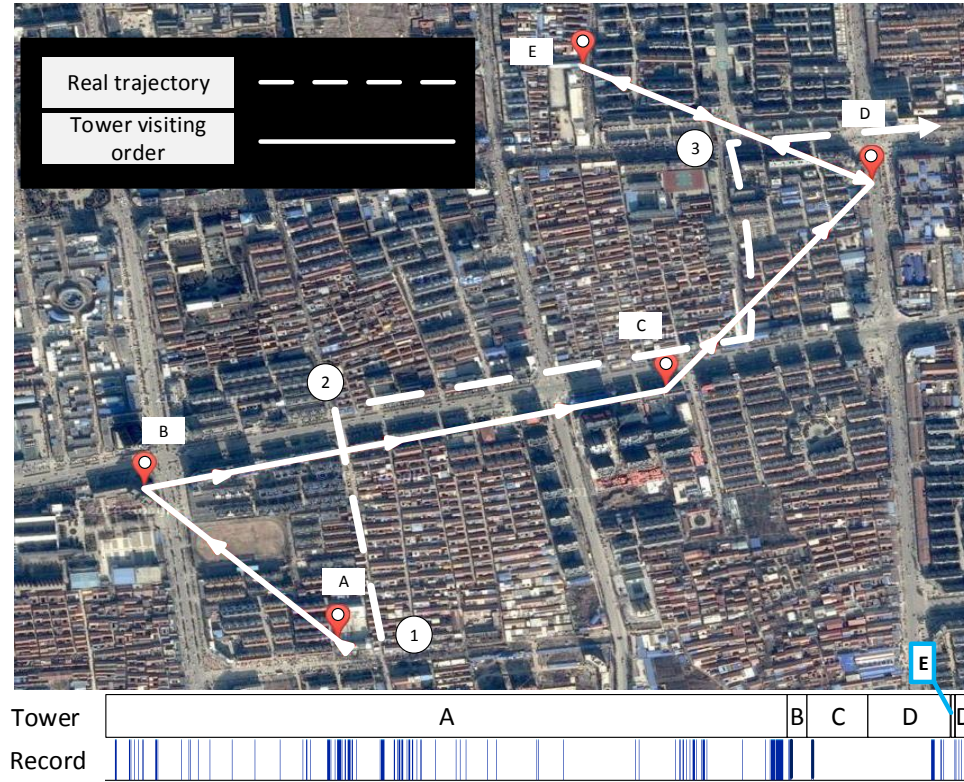 Real trajectory
Tower visiting
order
E
D
3
C
2
B
A
1
E
Tower A B C D D
Record